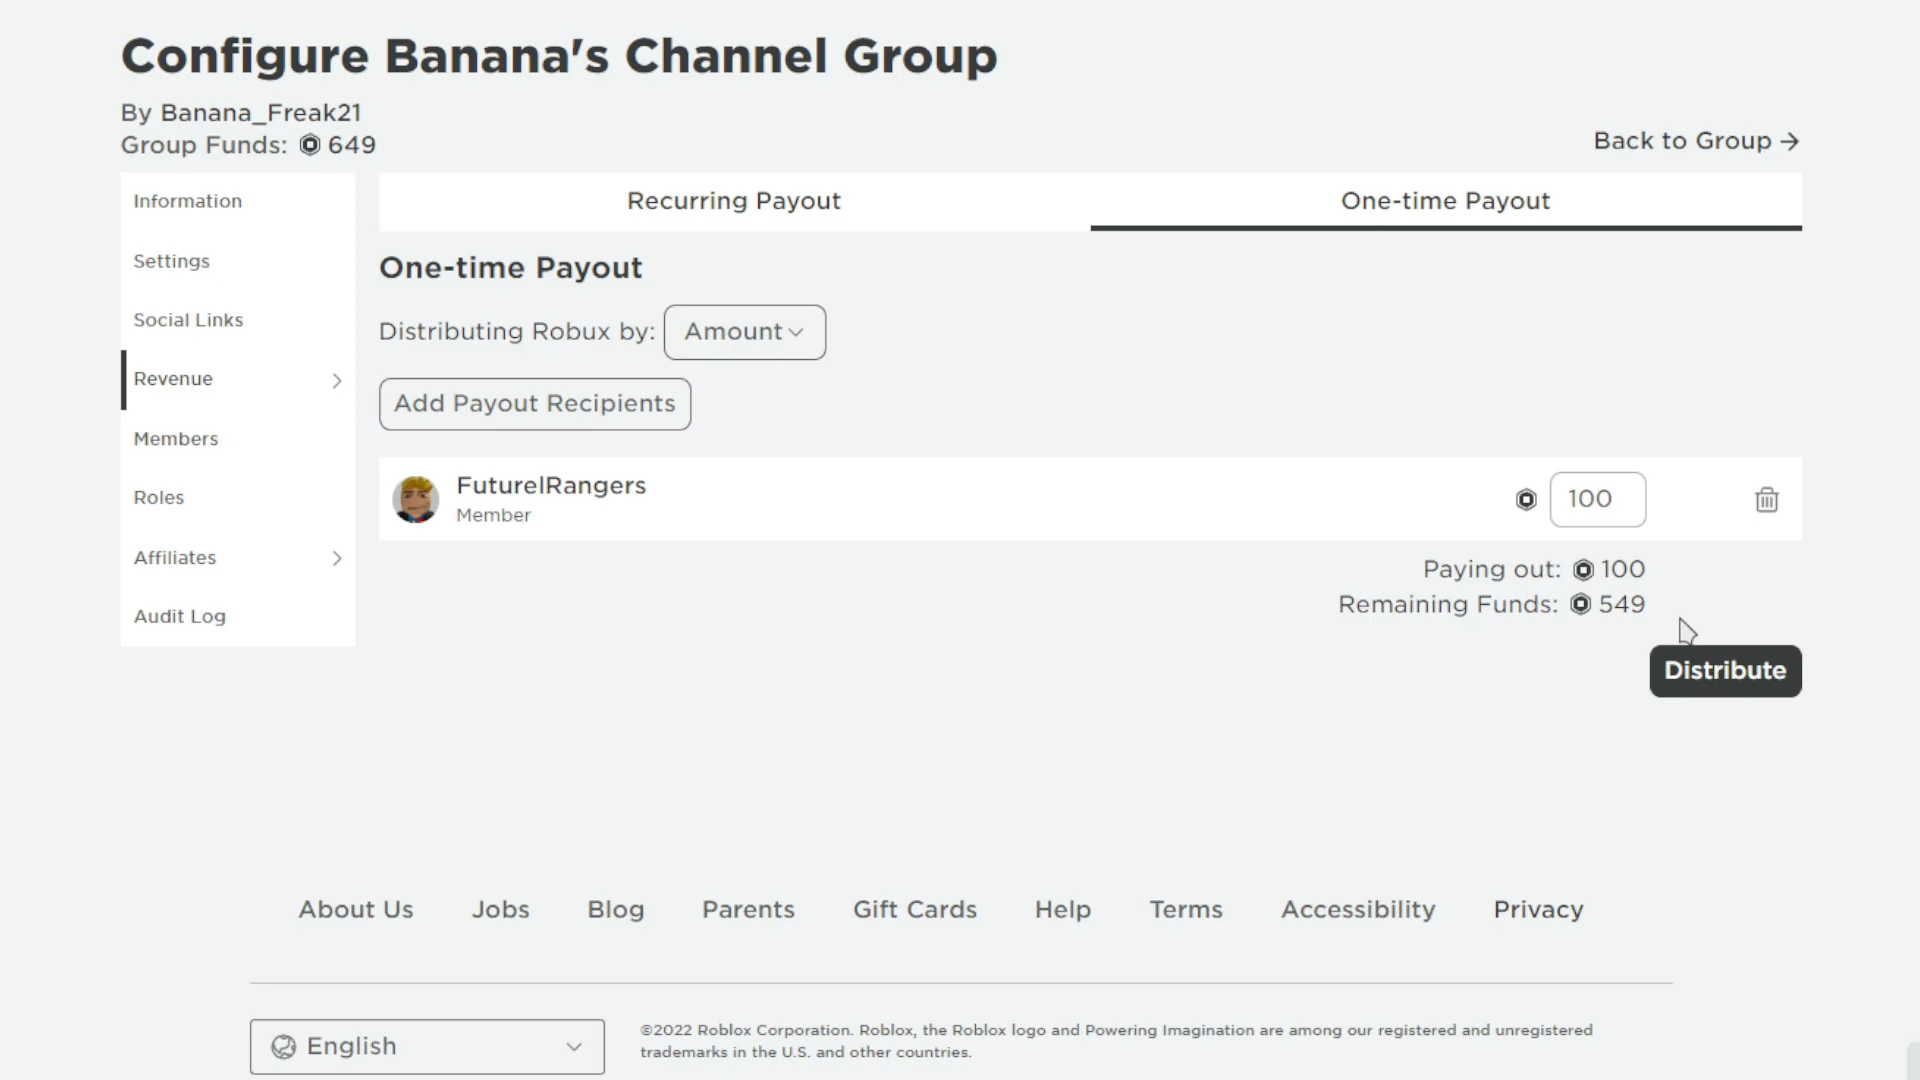 Configure Banana's Channel Group
By Banana_Freak21
Group Funds: 649
Back to Group
Information
Settings
Social Links
Revenue
Members
Roles
Affiliates
Audit Log
Recurring Payout
One-time Payout
One-time Payout
Distributing Robux by: Amount
Add Payout Recipients
FuturelRangers
Member
100
Paying out: 100
Remaining Funds: 549
Distribute
About Us Jobs Blog Parents Gift Cards Help Terms Accessibility Privacy
English
©2022 Roblox Corporation. Roblox, the Roblox logo and Powering Imagination are among our registered and unregistered
trademarks in the U.S. and other countries.